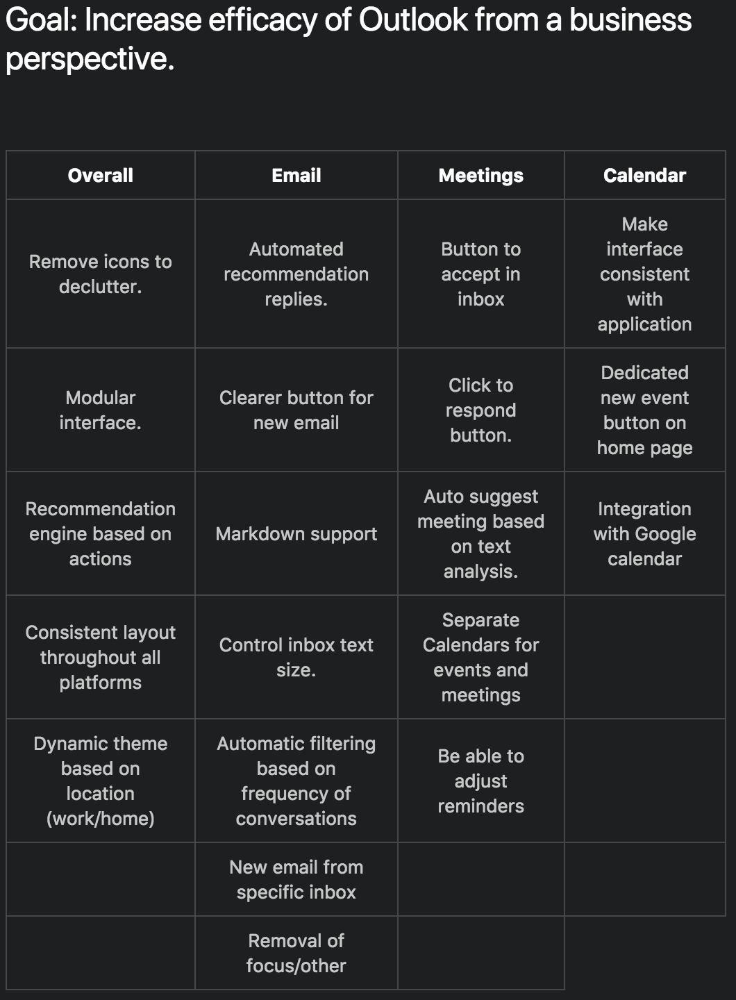 Goal: Increase efficacy of Outlook from a business
perspective.
Overall
Email
Meetings
Calendar
Remove icons to
declutter.
Automated
recommendation
replies.
Button to
accept in
inbox
Make
interface
consistent
with
application
Modular
interface.
Clearer button for
new email
Click to
respond
button.
Dedicated
new event
button on
home page
Recommendation
engine based on
actions
Markdown support
Auto suggest
meeting based
on text
analysis.
Integration
with Google
calendar
Consistent layout
throughout all
platforms
Control inbox text
size.
Separate
Calendars for
events and
meetings
Dynamic theme
based on
location
(work/home)
Automatic filtering
based on
frequency of
conversations
Be able to
adjust
reminders
New email from
specific inbox
Removal of
focus/other